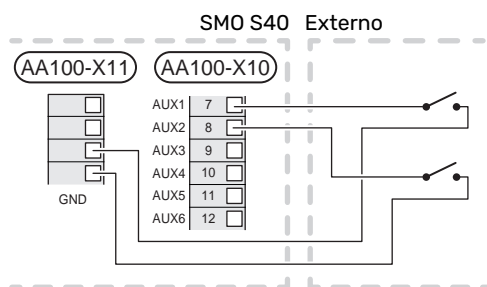 SMO S40 Externo
AA100-X11 AA100-X10
AUX1 7
AUX2 8
AUX3 9
AUX4 10
AUX5 11
AUX6 12
GND